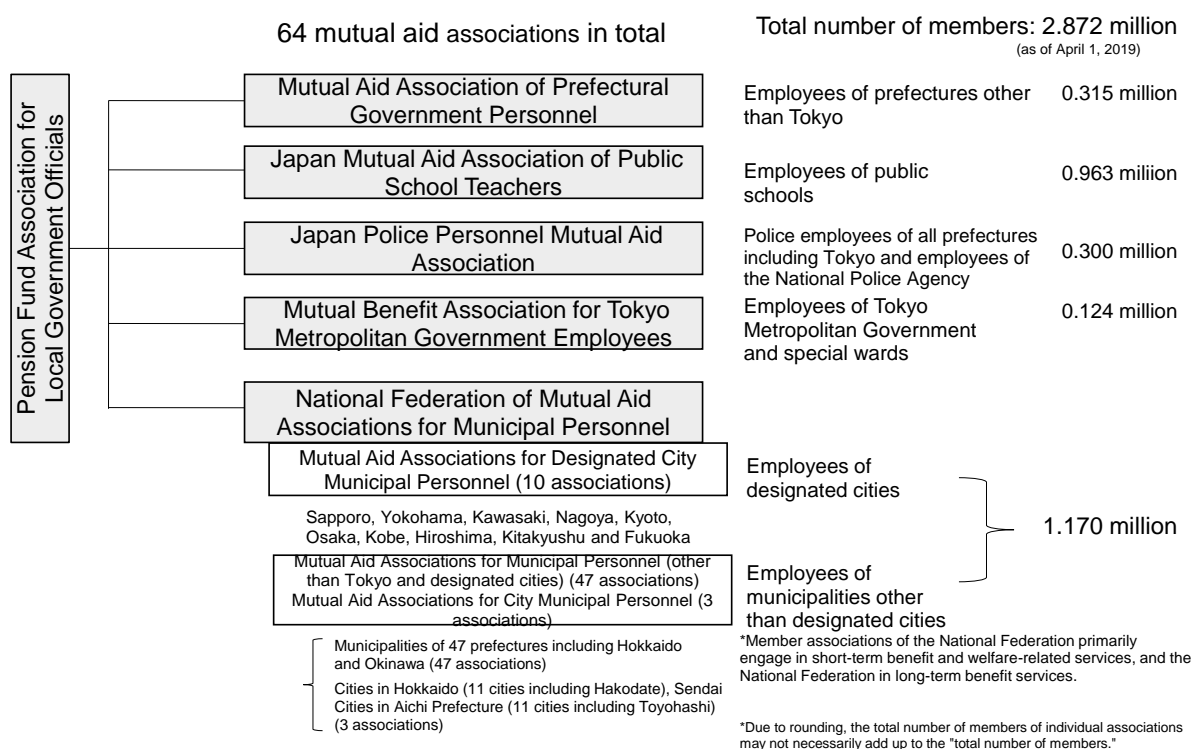 64 mutual aid associations in total
Total number of members: 2.872 million
(as of April 1, 2019)
Pension Fund Association for
Local Government Officials
Mutual Aid Association of Prefectural
Government Personnel
Employees of prefectures other
than Tokyo
0.315 million
Japan Mutual Aid Association of Public
School Teachers
Employees of public
schools
0.963 miliion
Japan Police Personnel Mutual Aid
Association
Police employees of all prefectures
including Tokyo and employees of
the National Police Agency
0.300 million
Mutual Benefit Association for Tokyo
Metropolitan Government Employees
Employees of Tokyo
Metropolitan Government
and special wards
0.124 million
National Federation of Mutual Aid
Associations for Municipal Personnel
Mutual Aid Associations for Designated City
Municipal Personnel (10 associations)
Employees of
designated cities
Sapporo, Yokohama, Kawasaki, Nagoya, Kyoto,
Osaka, Kobe, Hiroshima, Kitakyushu and Fukuoka
1.170 million
Mutual Aid Associations for Municipal Personnel (other
than Tokyo and designated cities) (47 associations)
Mutual Aid Associations for City Municipal Personnel (3
associations)
Employees of
municipalities other
than designated cities
Municipalities of 47 prefectures including Hokkaido
and Okinawa (47 associations)
Cities in Hokkaido (11 cities including Hakodate), Sendai
Cities in Aichi Prefecture (11 cities including Toyohashi)
(3 associations)
*Member associations of the National Federation primarily
engage in short-term benefit and welfare-related services, and the
National Federation in long-term benefit services.
*Due to rounding, the total number of members of individual associations
may not necessarily add up to the "total number of members."